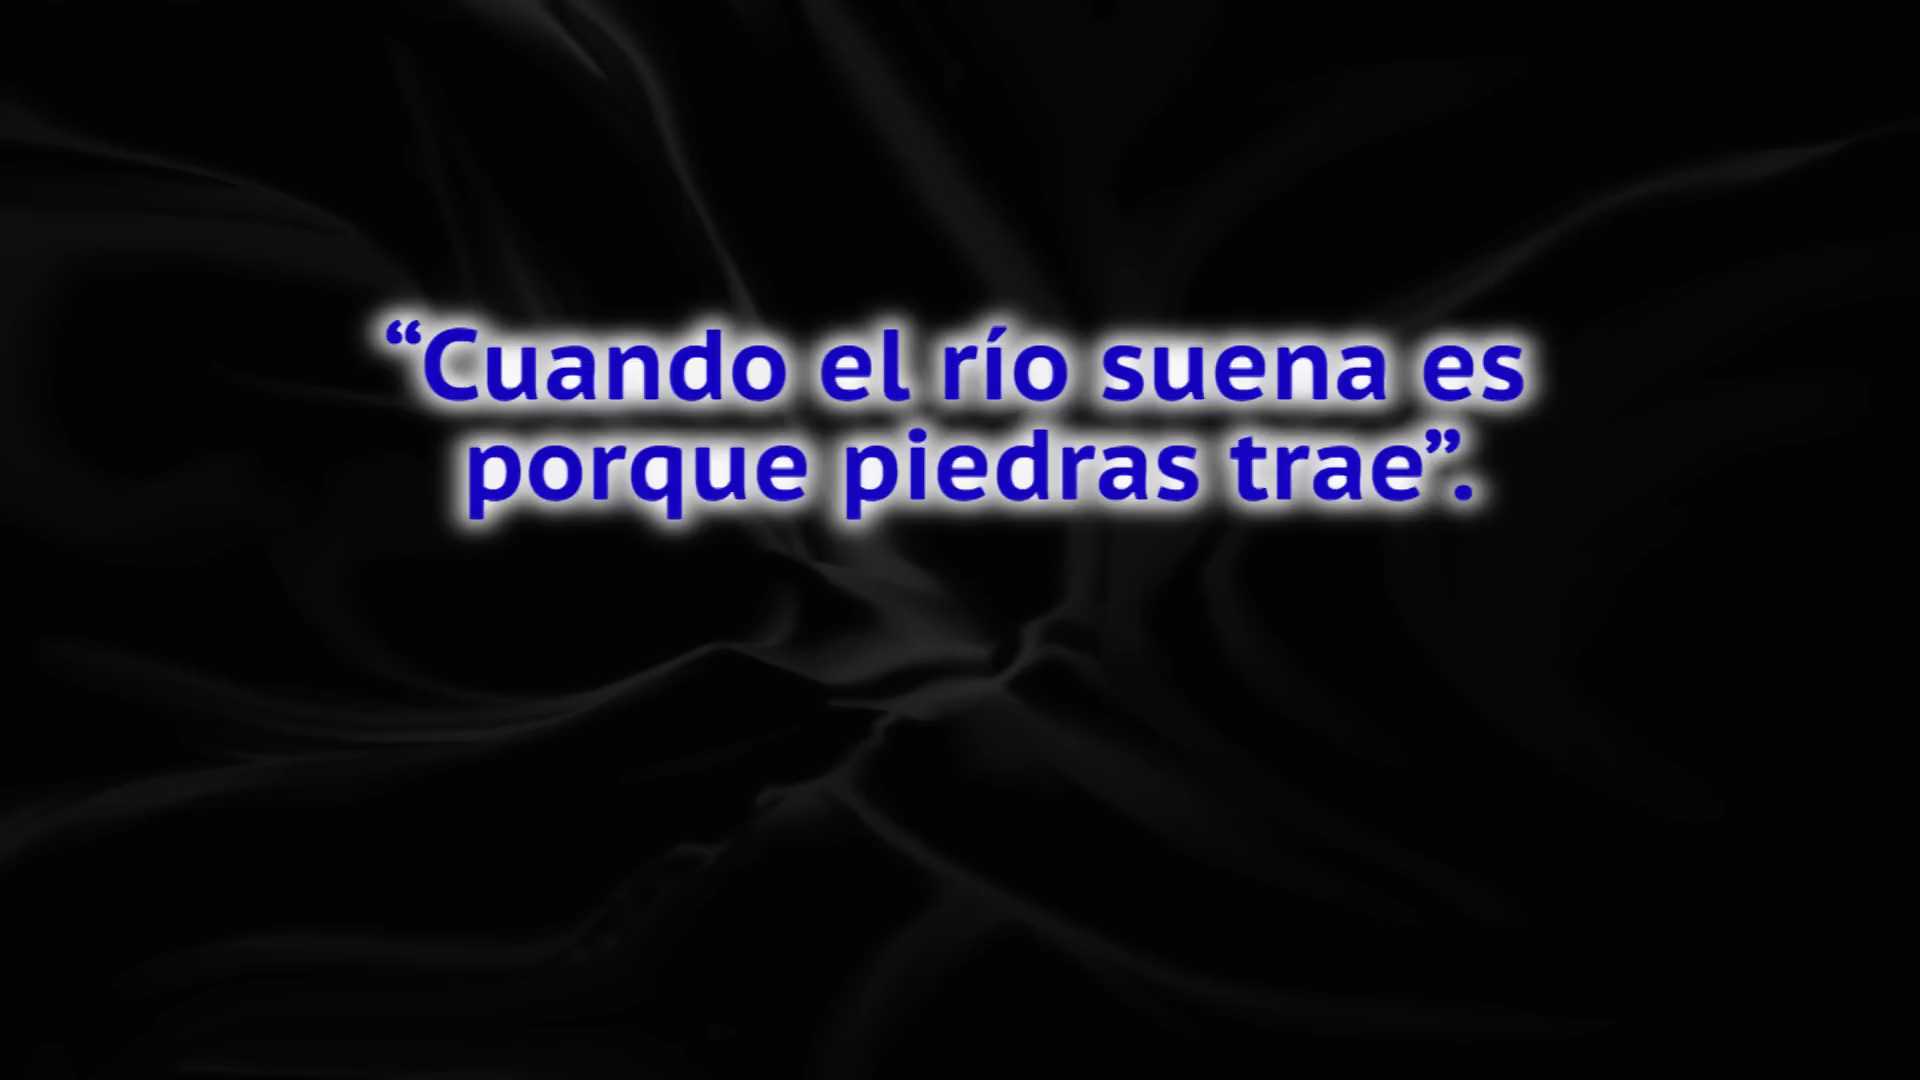 “Cuando el río suena es
porque piedras trae”.